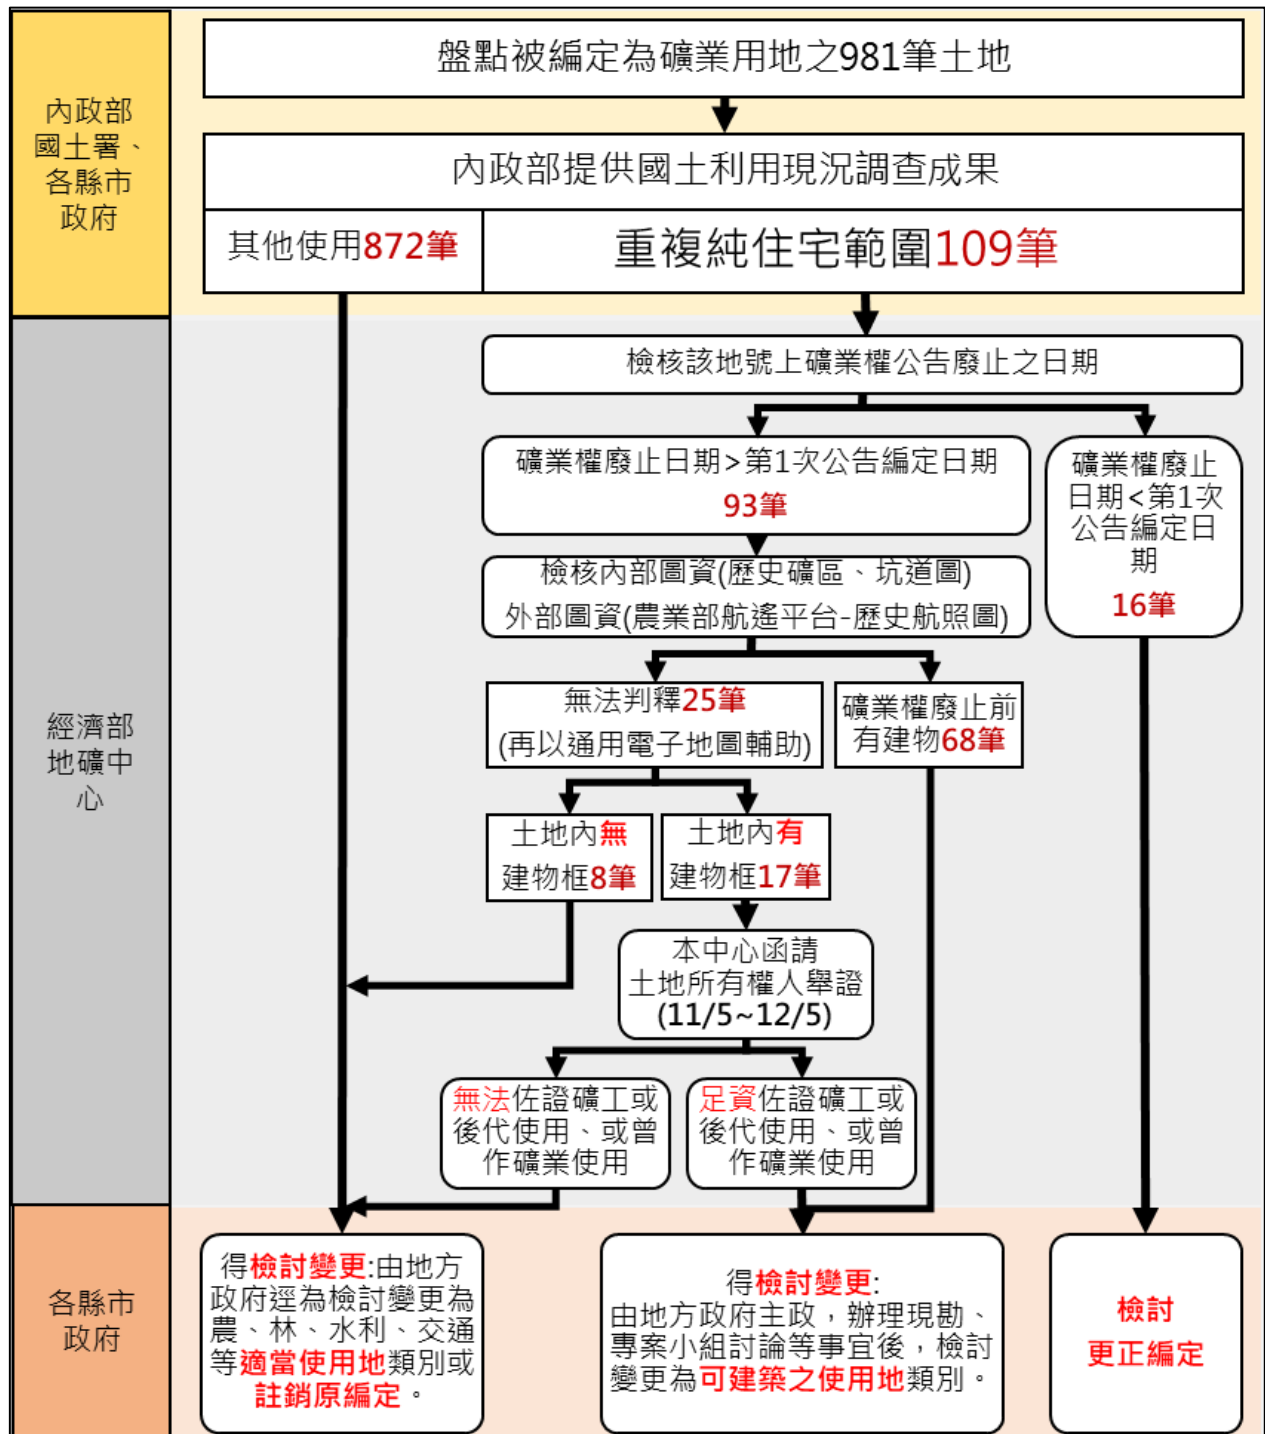 內政部
國土署、
各縣市
政府
盤點被編定為礦業用地之981筆土地
內政部提供國土利用現況調查成果
其他使用872筆
重複純住宅範圍109筆
經濟部
地礦中
心
檢核該地號上礦業權公告廢止之日期
礦業權廢止日期>第1次公告編定日期
93筆
礦業權廢止
日期<第1次
公告編定日
期
16筆
檢核內部圖資(歷史礦區、坑道圖)
外部圖資(農業部航遙平台-歷史航照圖)
無法判釋25筆
(再以通用電子地圖輔助)
礦業權廢止前
有建物68筆
土地內無
建物框8筆
土地內有
建物框17筆
本中心函請
土地所有權人舉證
(11/5~12/5)
無法佐證礦工或
後代使用、或曾
作礦業使用
足資佐證礦工或
後代使用、或曾
作礦業使用
各縣市
政府
得檢討變更:由地方
政府逕為檢討變更為
農、林、水利、交通
等適當使用地類別或
註銷原編定。
得檢討變更:
由地方政府主政，辦理現勘、
專案小組討論等事宜後，檢討
變更為可建築之使用地類別。
檢討
更正編定